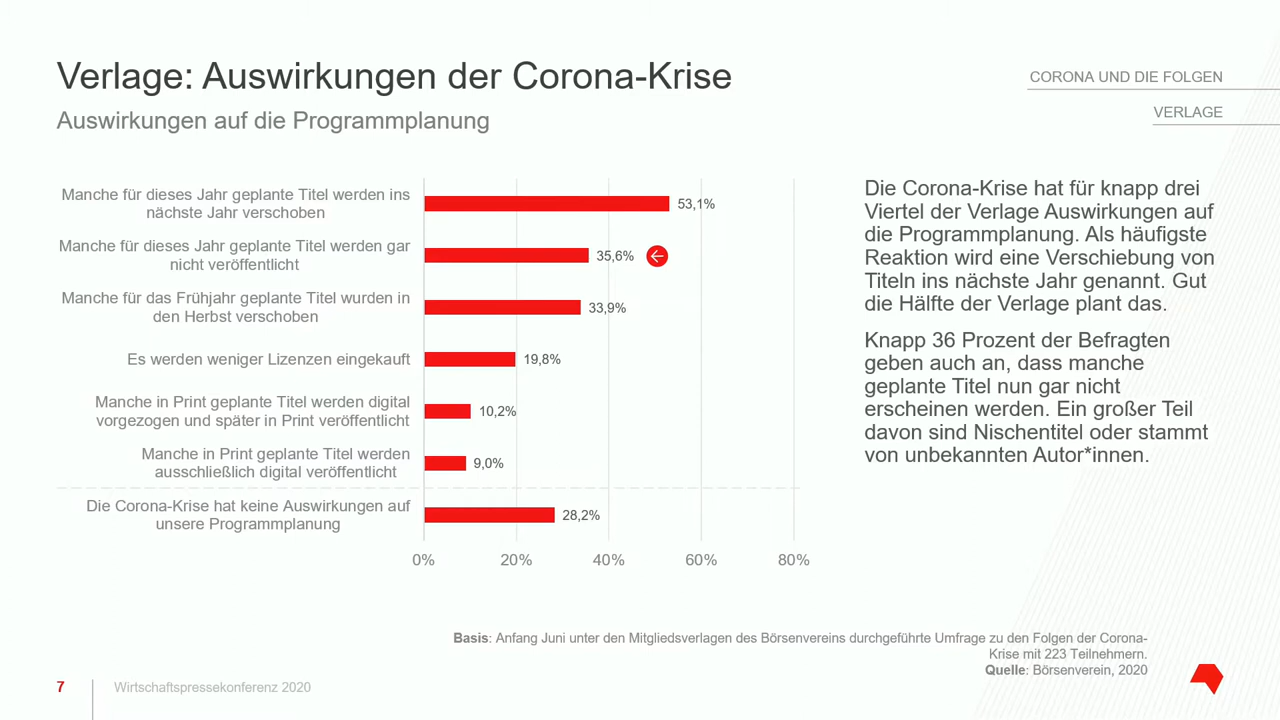 Verlage: Auswirkungen der Corona-Krise
Auswirkungen auf die Programmplanung
CORONA UND DIE FOLGEN
VERLAGE
Manche für dieses Jahr geplante Titel werden ins
nächste Jahr verschoben
53,1%
Manche für dieses Jahr geplante Titel werden gar
nicht veröffentlicht
35,6%
Manche für das Frühjahr geplante Titel wurden in
den Herbst verschoben
33,9%
Es werden weniger Lizenzen eingekauft
19,8%
Manche in Print geplante Titel werden digital
vorgezogen und später in Print veröffentlicht
10,2%
Manche in Print geplante Titel werden
ausschließlich digital veröffentlicht
9,0%
Die Corona-Krise hat keine Auswirkungen auf
unsere Programmplanung
28,2%
0% 20% 40% 60% 80%
Die Corona-Krise hat für knapp drei
Viertel der Verlage Auswirkungen auf
die Programmplanung. Als häufigste
Reaktion wird eine Verschiebung von
Titeln ins nächste Jahr genannt. Gut
die Hälfte der Verlage plant das.
Knapp 36 Prozent der Befragten
geben auch an, dass manche
geplante Titel nun gar nicht
erscheinen werden. Ein großer Teil
davon sind Nischentitel oder stammt
von unbekannten Autor*innen.
Basis: Anfang Juni unter den Mitgliedsverlagen des Börsenvereins durchgeführte Umfrage zu den Folgen der Corona-
Krise mit 223 Teilnehmern.
Quelle: Börsenverein, 2020
7
Wirtschaftspressekonferenz 2020